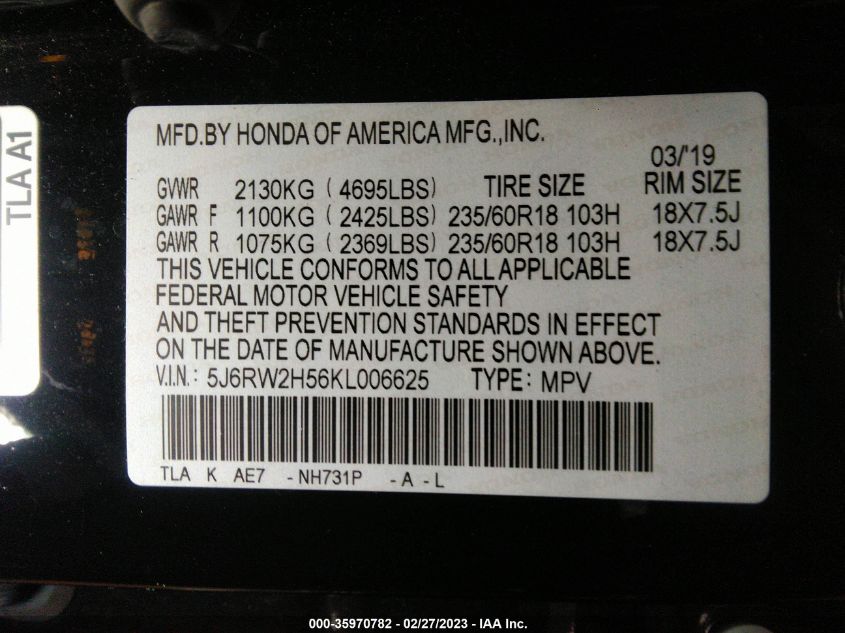 TLA A1
MFD.BY HONDA OF AMERICA MFG.,INC.
03/'19
GVWR 2130KG ( 4695LBS) TIRE SIZE RIM SIZE
GAWR F 1100KG ( 2425LBS) 235/60R18 103H 18X7.5J
GAWR R 1075KG ( 2369LBS) 235/60R18 103H 18X7.5J
THIS VEHICLE CONFORMS TO ALL APPLICABLE
FEDERAL MOTOR VEHICLE SAFETY
AND THEFT PREVENTION STANDARDS IN EFFECT
ON THE DATE OF MANUFACTURE SHOWN ABOVE.
V.I.N.: 5J6RW2H56KL006625 TYPE: MPV
TLA K AE7 -NH731P -A -L
000-35970782 - 02/27/2023 - IAA Inc.